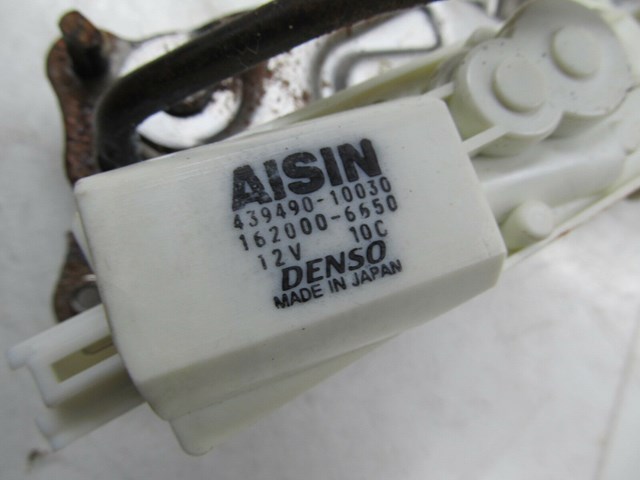 AISIN
439490-10030
162000-6650
12V 10C
DENSO
MADE IN JAPAN